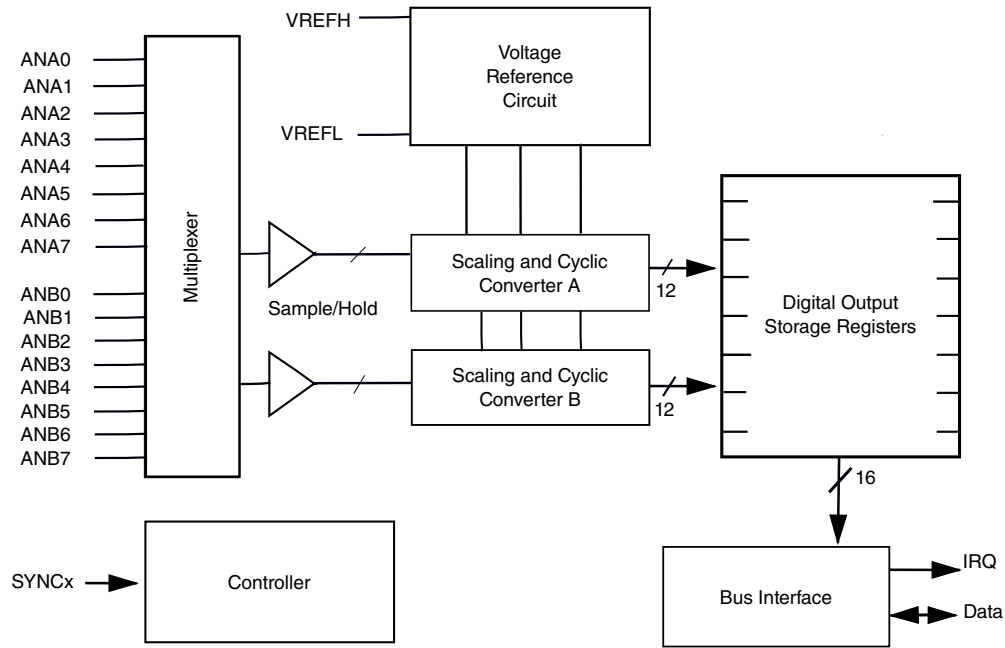 VREFH
Voltage
Reference
Circuit
VREFL
ANA0
ANA1
ANA2
ANA3
ANA4
ANA5
ANA6
ANA7
ANB0
ANB1
ANB2
ANB3
ANB4
ANB5
ANB6
ANB7
Multiplexer
Sample/Hold
Scaling and Cyclic
Converter A
12
Scaling and Cyclic
Converter B
12
Digital Output
Storage Registers
16
SYNCx
Controller
Bus Interface
IRQ
Data